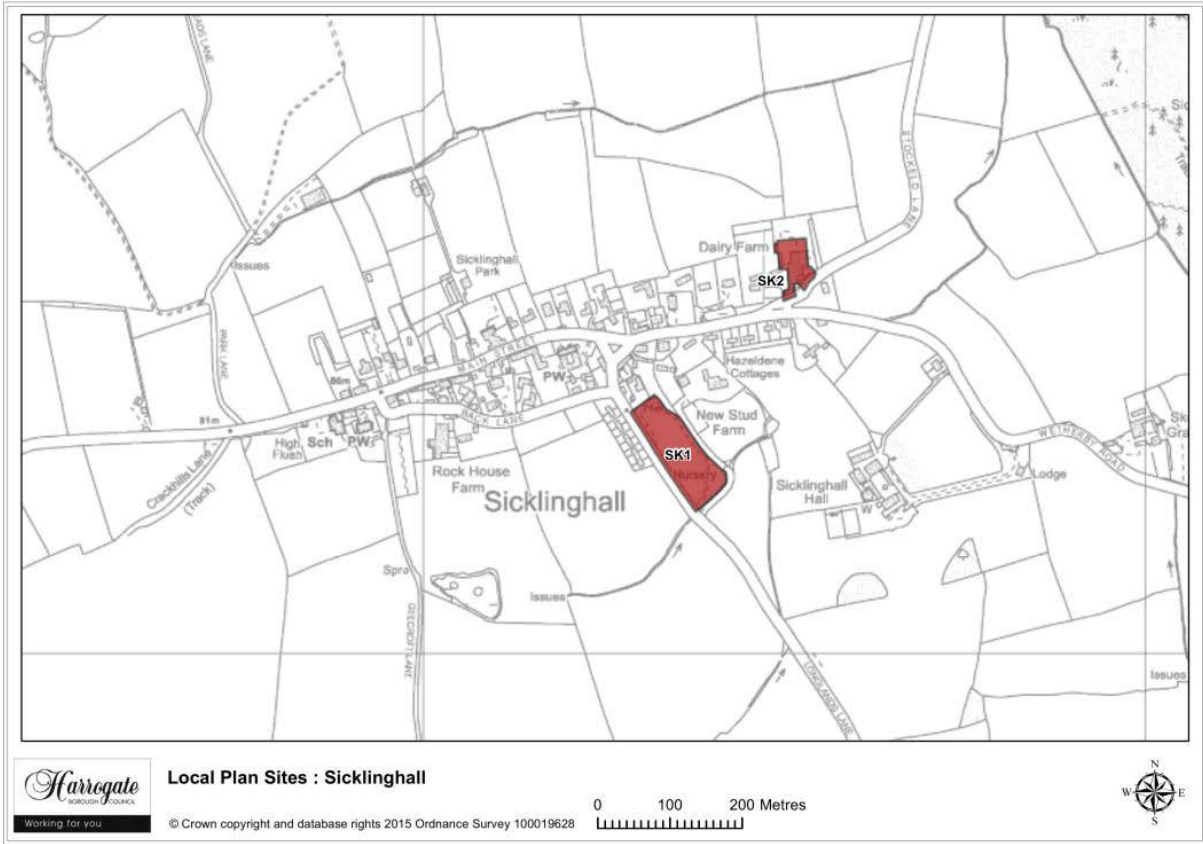 STOCKELD LANE
Dairy Farm
SK2
Sicklinghall
Park
Issues
PARK LANE
MAIN STREET
86m
PW
Hazeldene
Cottages
BACK LANE
New Stud
Farm
SK1
Nursery
91m
High
Flush
Sch
PW
Crackhills Lane
(Track)
Rock House
Farm
Sicklinghall
Sicklinghall
Hall
W
WETHERBY ROAD
Lodge
Issues
LONGLANDS LANE
Issues
Harrogate
BOROUGH COUNCIL
Working for you
Local Plan Sites : Sicklinghall
© Crown copyright and database rights 2015 Ordnance Survey 100019628
0 100 200 Metres
N
W E
S